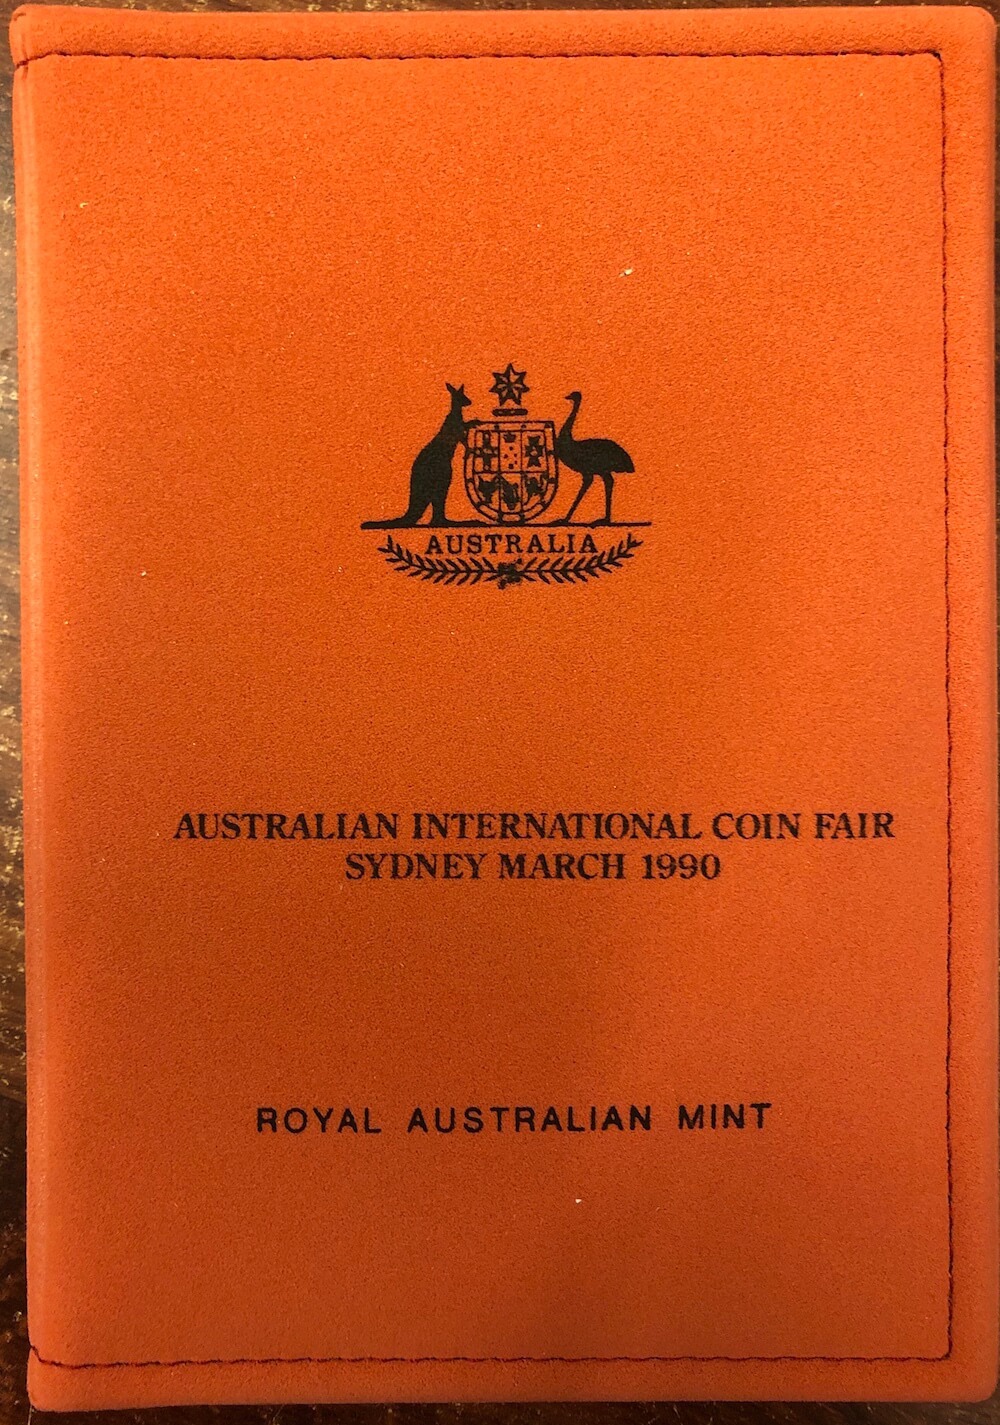 AUSTRALIA
AUSTRALIAN INTERNATIONAL COIN FAIR
SYDNEY MARCH 1990
ROYAL AUSTRALIAN MINT